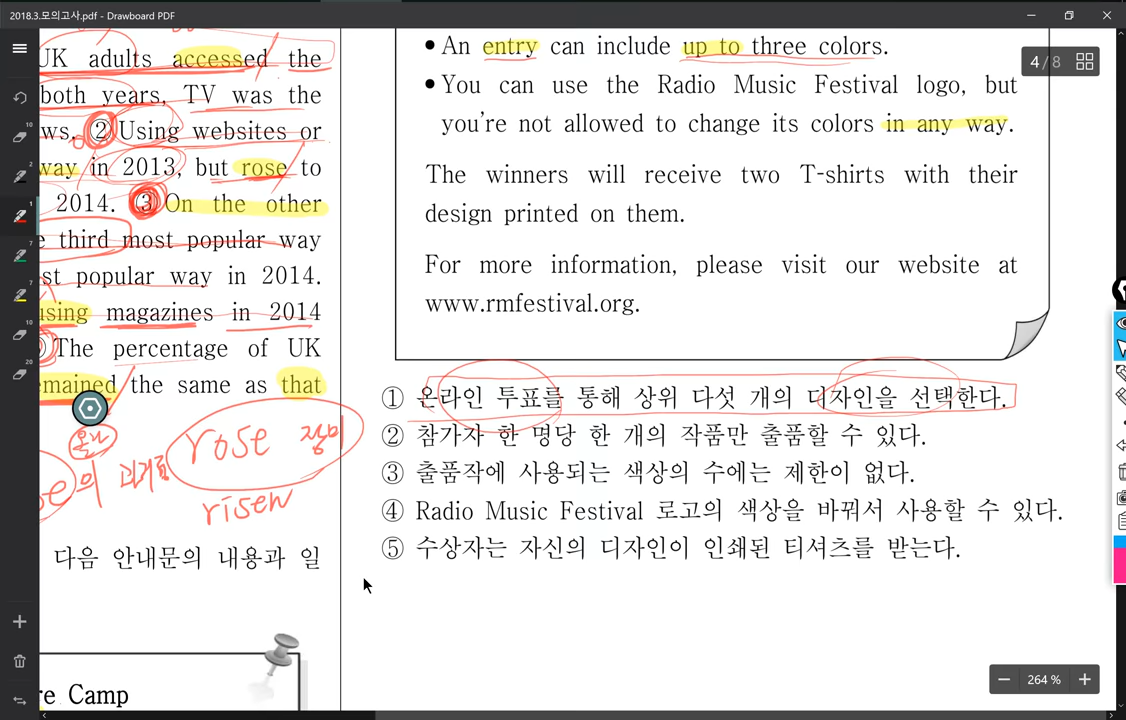 2018.3.모의고사.pdf - Drawboard PDF
4 / 8
UK adults accessed the
both years, TV was the
ws. ② Using websites or
way in 2013, but rose to
2014. ③ On the other
e third most popular way
st popular way in 2014.
using magazines in 2014
The percentage of UK
mained the same as that
rose 장미
의 과거로
risen
다음 안내문의 내용과 일
re Camp
• An entry can include up to three colors.
• You can use the Radio Music Festival logo, but
you're not allowed to change its colors in any way.
The winners will receive two T-shirts with their
design printed on them.
For more information, please visit our website at
www.rmfestival.org.
① 온라인 투표를 통해 상위 다섯 개의 디자인을 선택한다.
② 참가자 한 명당 한 개의 작품만 출품할 수 있다.
③ 출품작에 사용되는 색상의 수에는 제한이 없다.
④ Radio Music Festival 로고의 색상을 바꿔서 사용할 수 있다.
⑤ 수상자는 자신의 디자인이 인쇄된 티셔츠를 받는다.
264 %